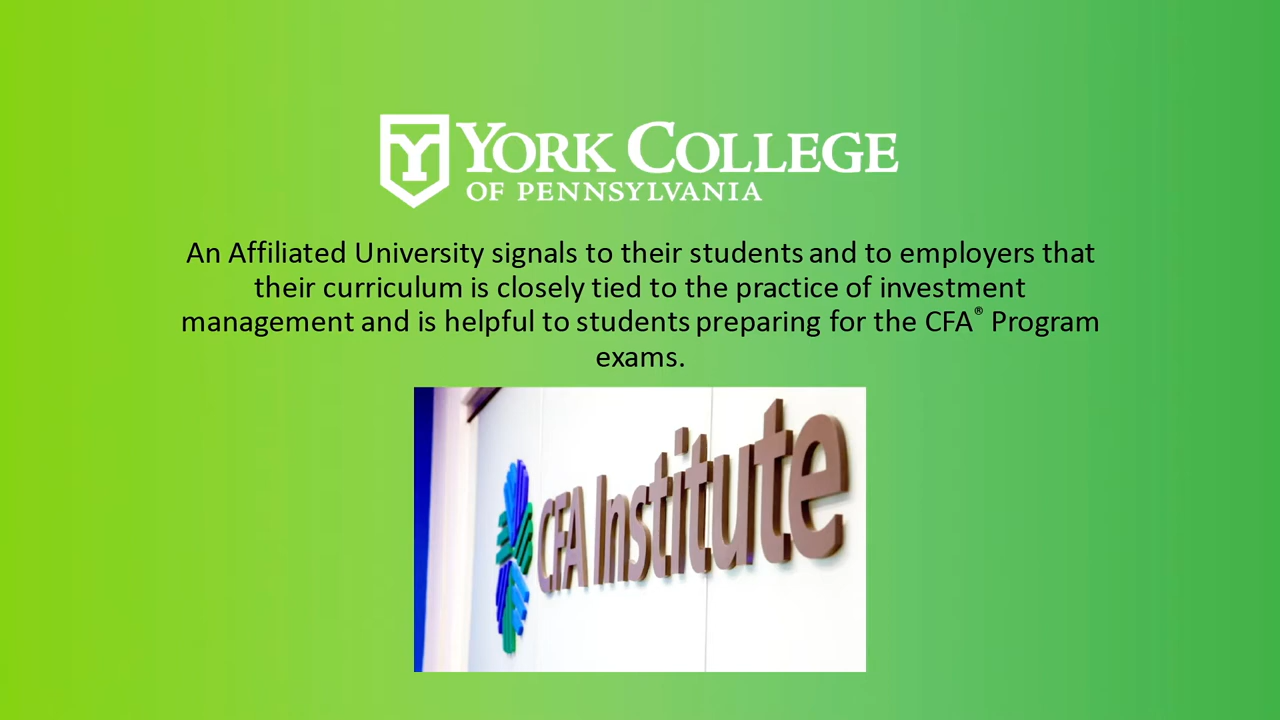 Y YORK COLLEGE
OF PENNSYLVANIA
An Affiliated University signals to their students and to employers that
their curriculum is closely tied to the practice of investment
management and is helpful to students preparing for the CFA® Program
exams.
CFA Institute